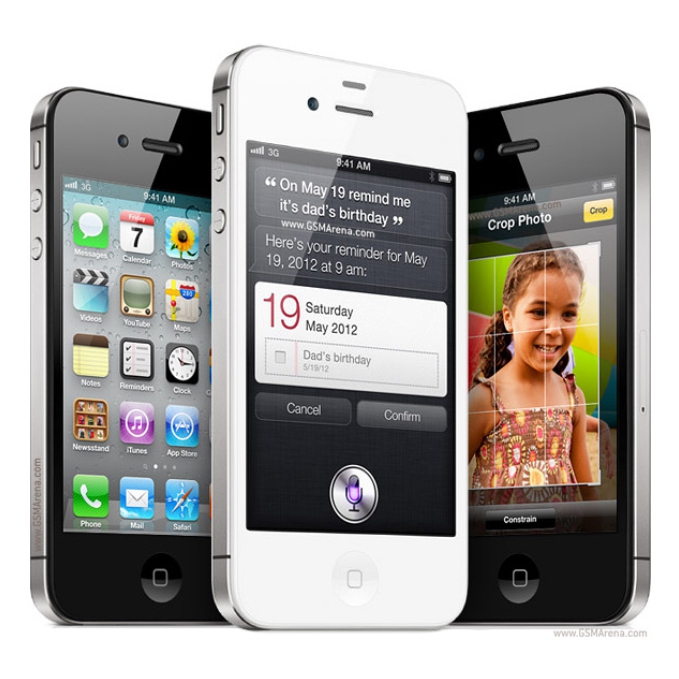 3G
9:41 AM
Messages
Friday
7
Calendar
Photos
Videos
YouTube
280
Maps
Notes
Reminders
Clock
Newsstand
iTunes
App Store
Phone
Mail
Safari
www.GSMArena.com
3G
9:41 AM
“ On May 19 remind me
it's dad's birthday ”
www.GSMArena.com
Here's your reminder for May
19, 2012 at 9 am:
19
Saturday
May 2012
Dad's birthday
5/19/12
Cancel
Confirm
9:41 AM
www.GSMArena.com
Crop Photo
Crop
Constrain
www.GSMArena.com